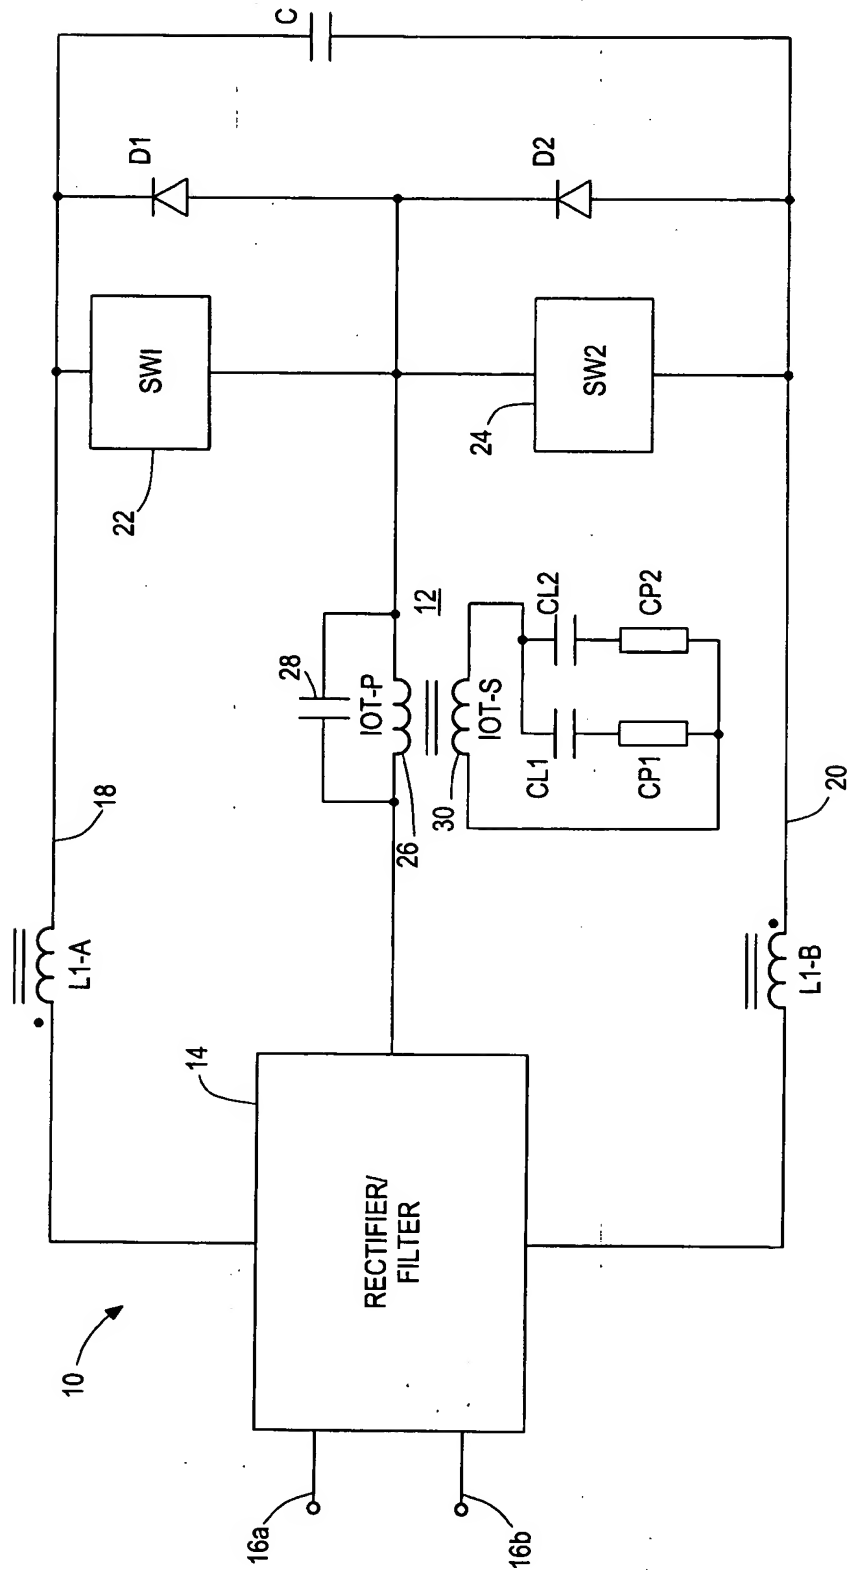 10
16a
16b
14
RECTIFIER/
FILTER
L1-A
18
L1-B
20
28
IOT-P
26
12
30
IOT-S
CL1
CL2
CP1
CP2
22
SW1
24
SW2
D1
D2
C